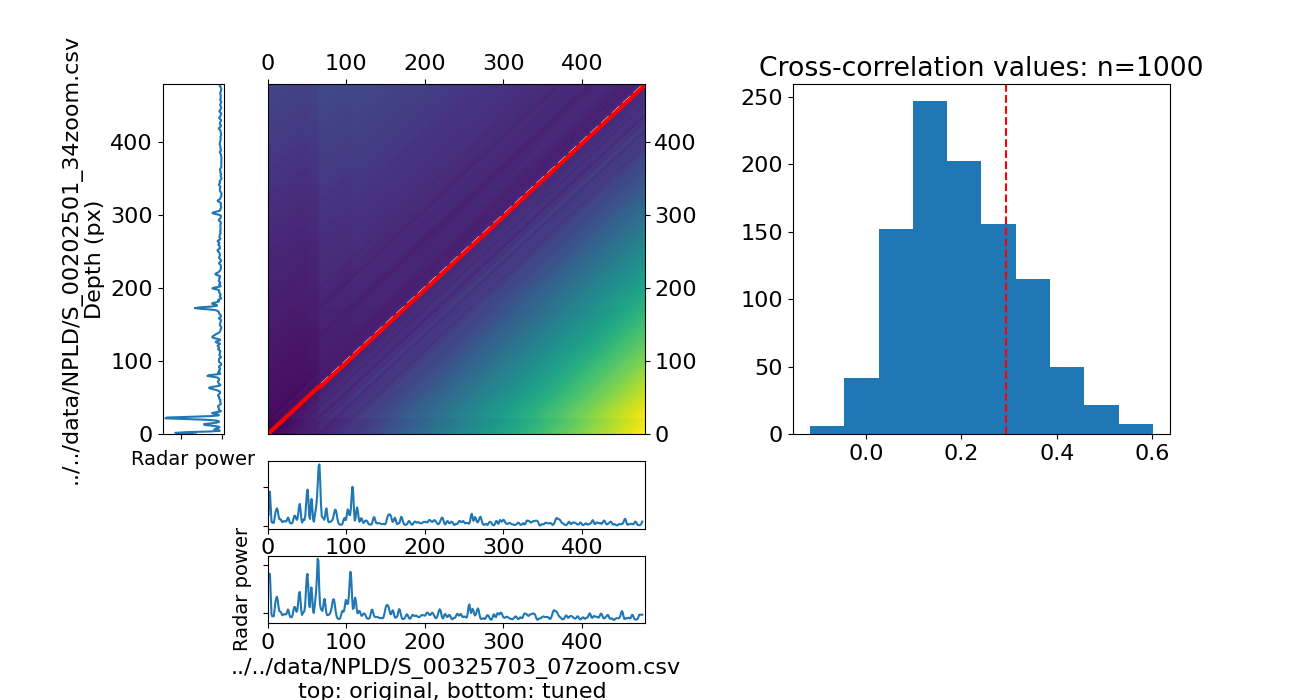 0 100 200 300 400
Cross-correlation values: n=1000
../../data/NPLD/S_00202501_34zoom.csv
Depth (px)
400
300
200
100
0
Radar power
400
300
200
100
0
250
200
150
100
50
0
0.0 0.2 0.4 0.6
0 100 200 300 400
Radar power
0 100 200 300 400
../../data/NPLD/S_00325703_07zoom.csv
top: original, bottom: tuned